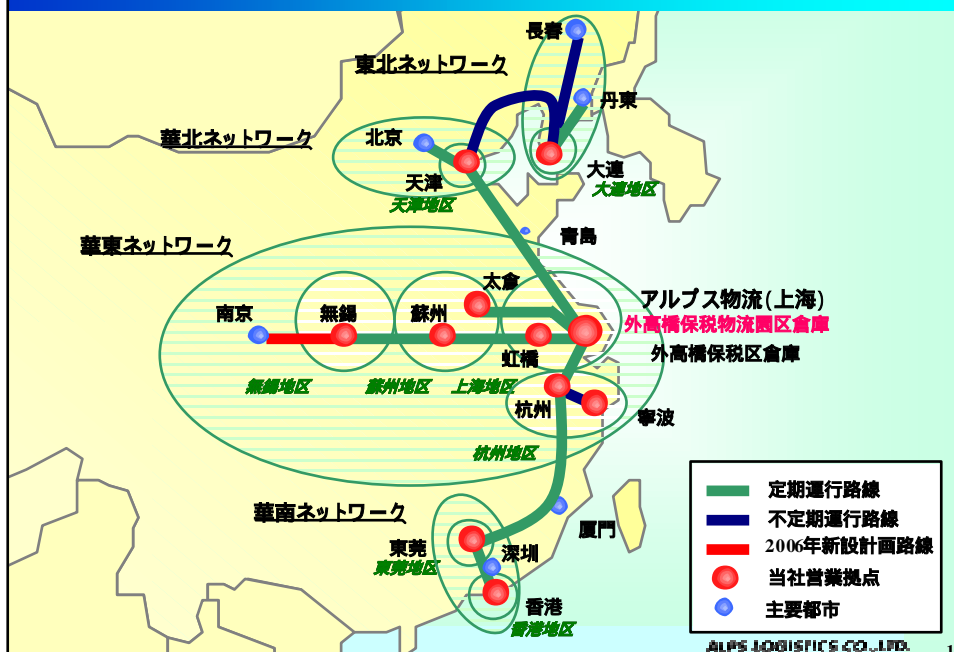 長春
東北ネットワーク
丹東
華北ネットワーク
北京
天津
天津地区
大連
大連地区
青島
華東ネットワーク
太倉
南京
無錫
蘇州
虹橋
アルプス物流(上海)
外高橋保税物流園区倉庫
外高橋保税区倉庫
無錫地区
蘇州地区
上海地区
杭州
寧波
杭州地区
華南ネットワーク
厦門
東莞
東莞地区
深圳
香港
香港地区
定期運行路線
不定期運行路線
2006年新設計画路線
当社営業拠点
主要都市
ALPS LOGISTICS CO.,LTD.
1